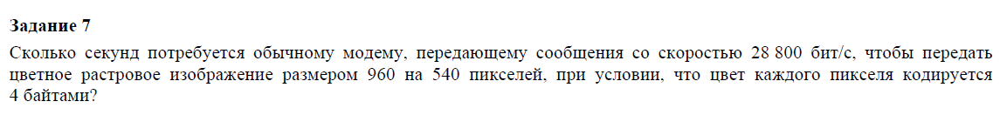 Задание 7
Сколько секунд потребуется обычному модему, передающему сообщения со скоростью 28 800 бит/с, чтобы передать
цветное растровое изображение размером 960 на 540 пикселей, при условии, что цвет каждого пикселя кодируется
4 байтами?